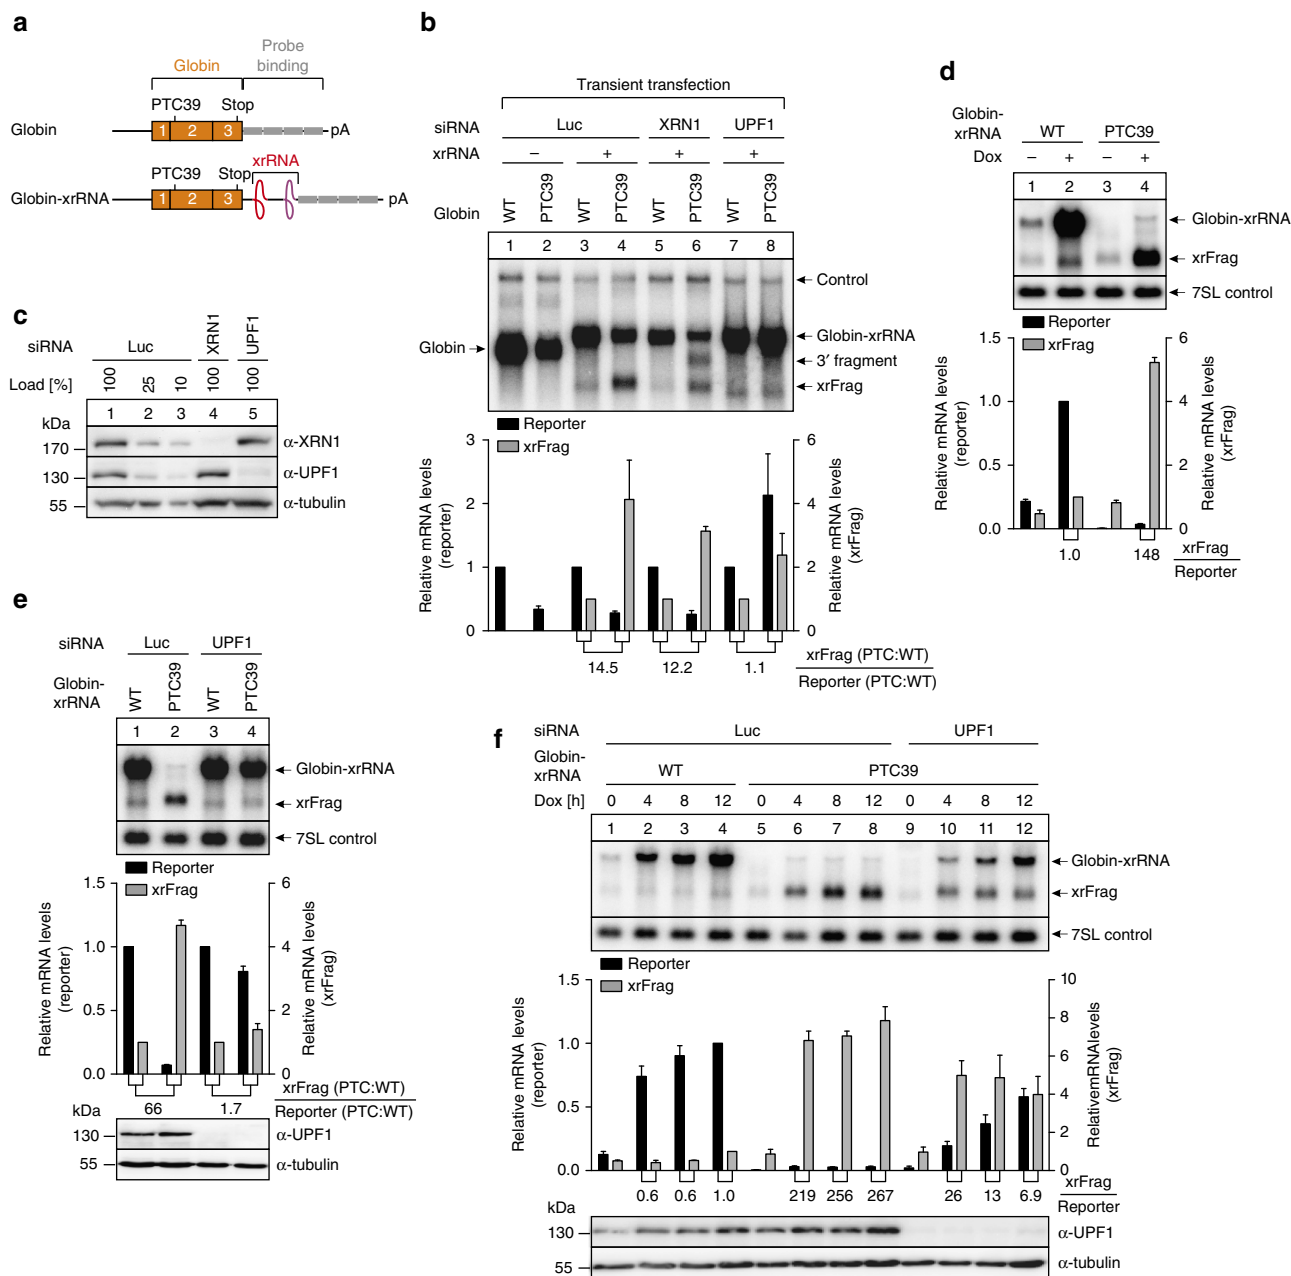 a
Globin
Probe
binding
PTC39
Stop
Globin
1 2 3
pA
xrRNA
PTC39
Stop
Globin-xrRNA
1 2 3
pA
b
Transient transfection
siRNA Luc XRN1 UPF1
xrRNA – + + +
Globin WT PTC39 WT PTC39 WT PTC39 WT PTC39
1 2 3 4 5 6 7 8
Control
Globin-xrRNA
Globin
3′ fragment
xrFrag
Reporter
xrFrag
Relative mRNA levels
(reporter)
3
2
1
0
6
4
2
0
Relative mRNA levels
(xrFrag)
14.5 12.2 1.1
xrFrag (PTC:WT)
Reporter (PTC:WT)
c
siRNA Luc XRN1 UPF1
Load [%] 100 25 10 100 100
kDa 1 2 3 4 5
170 α-XRN1
130 α-UPF1
55 α-tubulin
d
Globin-
xrRNA WT PTC39
Dox – + – +
1 2 3 4
Globin-xrRNA
xrFrag
7SL control
Reporter
xrFrag
Relative mRNA levels
(reporter)
1.5
1.0
0.5
0.0
6
4
2
0
Relative mRNA levels
(xrFrag)
1.0 148
xrFrag
Reporter
e
siRNA Luc UPF1
Globin-
xrRNA WT PTC39 WT PTC39
1 2 3 4
Globin-xrRNA
xrFrag
7SL control
Reporter
xrFrag
Relative mRNA levels
(reporter)
1.5
1.0
0.5
0.0
6
4
2
0
Relative mRNA levels
(xrFrag)
66 1.7
xrFrag (PTC:WT)
Reporter (PTC:WT)
kDa
130 α-UPF1
55 α-tubulin
f
siRNA Luc UPF1
Globin-
xrRNA WT PTC39
Dox [h] 0 4 8 12 0 4 8 12 0 4 8 12
1 2 3 4 5 6 7 8 9 10 11 12
Globin-xrRNA
xrFrag
7SL control
Reporter
xrFrag
Relative mRNA levels
(reporter)
1.5
1.0
0.5
0.0
10
8
6
4
2
0
RelativemRNAlevels
(xrFrag)
0.6 0.6 1.0 219 256 267 26 13 6.9
xrFrag
Reporter
kDa
130 α-UPF1
55 α-tubulin